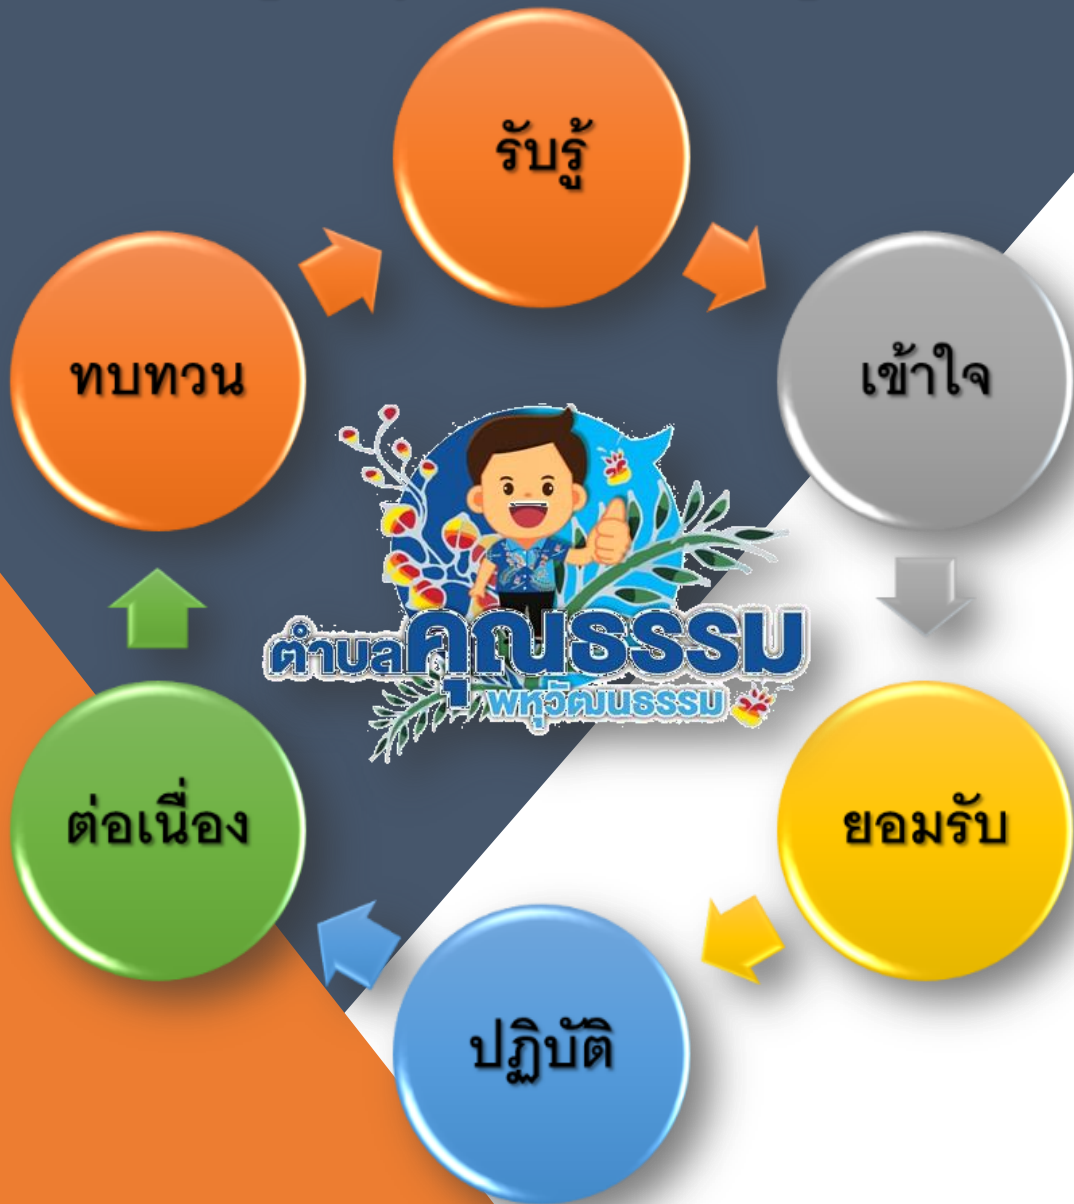 รับรู้
เข้าใจ
ยอมรับ
ปฏิบัติ
ต่อเนื่อง
ทบทวน
ตำบลคุณธรรม
พหุวัฒนธรรม